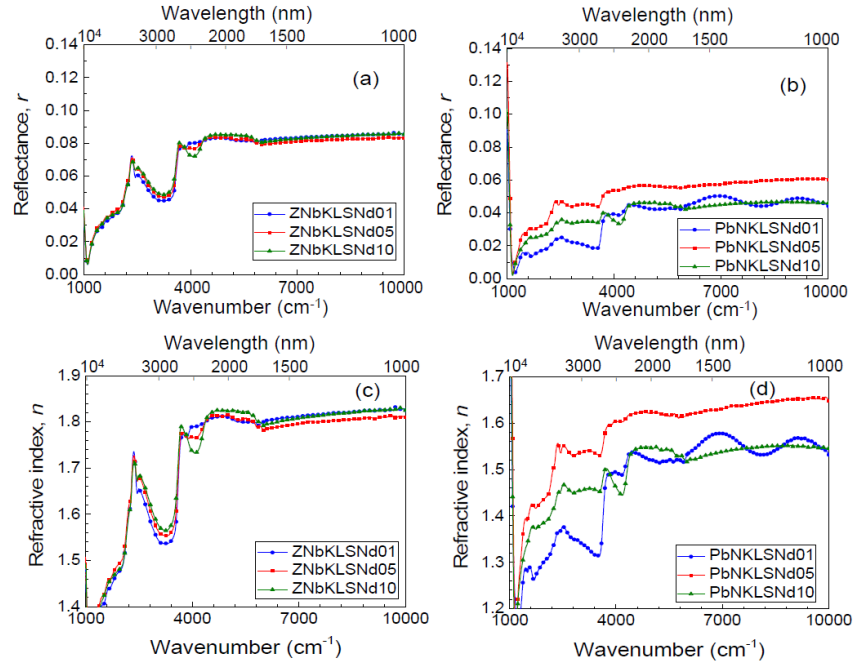 Wavelength (nm)
10⁴ 3000 2000 1500 1000
0.14
0.12
0.10
0.08
0.06
0.04
0.02
0.00
Reflectance, r
(a)
ZNbKLSNd01
ZNbKLSNd05
ZNbKLSNd10
1000 4000 7000 10000
Wavenumber (cm⁻¹)
Wavelength (nm)
10⁴ 3000 2000 1500 1000
0.14
0.12
0.10
0.08
0.06
0.04
0.02
0.00
Reflectance, r
(b)
PbNKLSNd01
PbNKLSNd05
PbNKLSNd10
1000 4000 7000 10000
Wavenumber (cm⁻¹)
Wavelength (nm)
10⁴ 3000 2000 1500 1000
1.9
1.8
1.7
1.6
1.5
1.4
Refractive index, n
(c)
ZNbKLSNd01
ZNbKLSNd05
ZNbKLSNd10
1000 4000 7000 10000
Wavenumber (cm⁻¹)
Wavelength (nm)
10⁴ 3000 2000 1500 1000
1.7
1.6
1.5
1.4
1.3
1.2
Refractive index, n
(d)
PbNKLSNd01
PbNKLSNd05
PbNKLSNd10
1000 4000 7000 10000
Wavenumber (cm⁻¹)